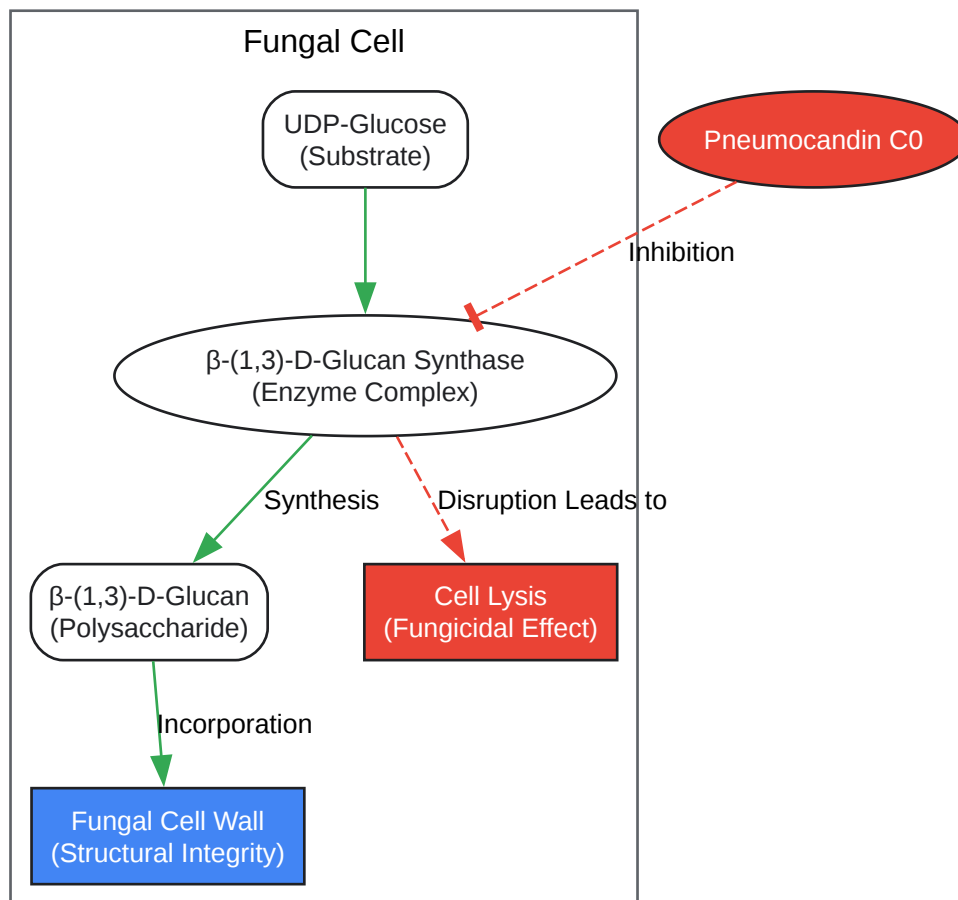 Fungal Cell
UDP-Glucose
(Substrate)
Pneumocandin C0
Inhibition
β-(1,3)-D-Glucan Synthase
(Enzyme Complex)
Synthesis
Disruption Leads to
β-(1,3)-D-Glucan
(Polysaccharide)
Cell Lysis
(Fungicidal Effect)
Incorporation
Fungal Cell Wall
(Structural Integrity)